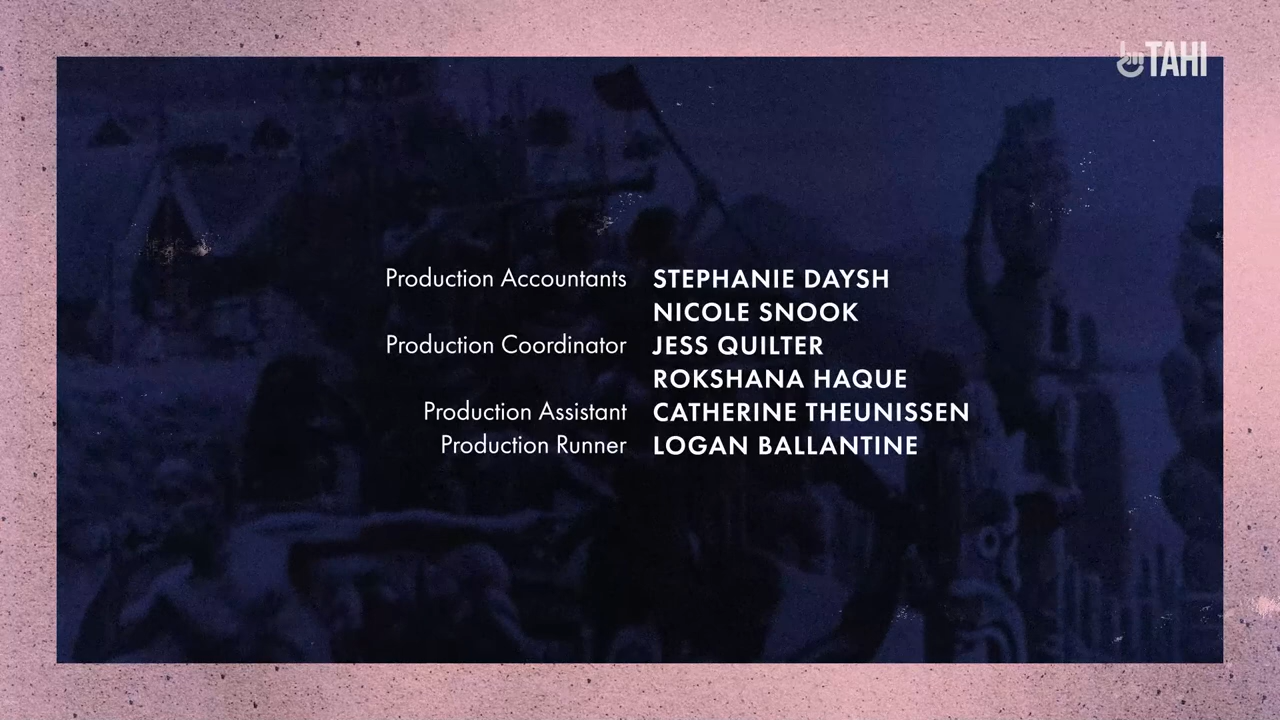 TAHI
Production Accountants STEPHANIE DAYSH
NICOLE SNOOK
Production Coordinator JESS QUILTER
ROKSHANA HAQUE
Production Assistant CATHERINE THEUNISSEN
Production Runner LOGAN BALLANTINE